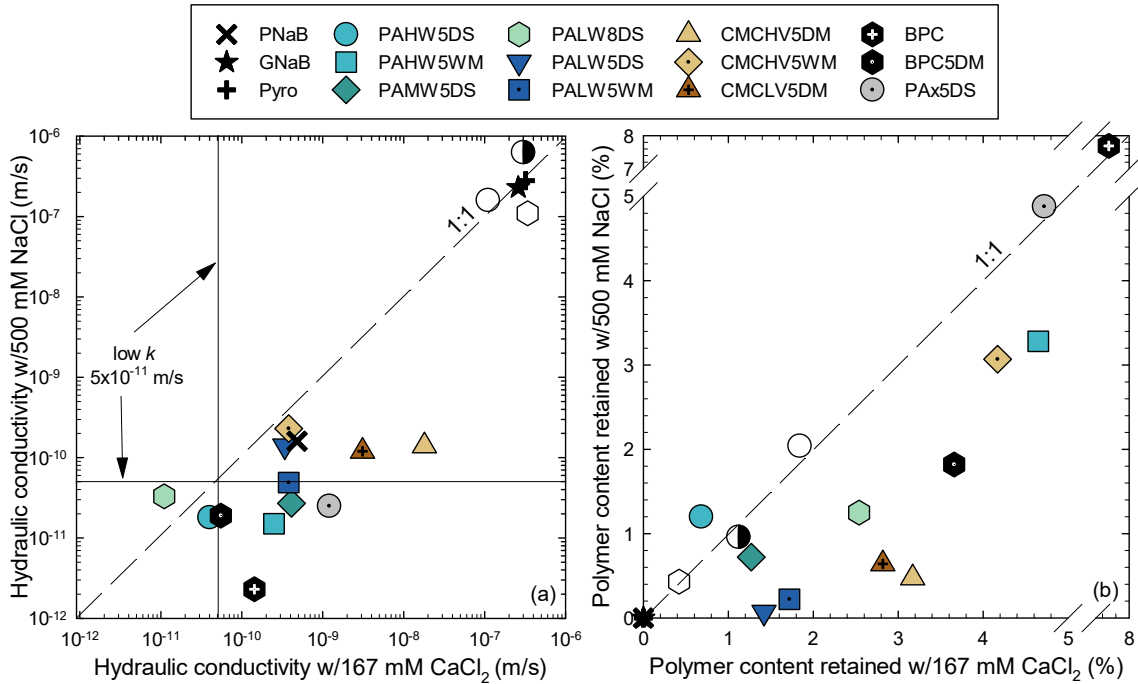 PNaB PAHW5DS PALW8DS CMCHV5DM BPC
GNaB PAHW5WM PALW5DS CMCHV5WM BPC5DM
Pyro PAMW5DS PALW5WM CMCLV5DM PAx5DS
10⁻⁶
10⁻⁷
10⁻⁸
10⁻⁹
10⁻¹⁰
10⁻¹¹
10⁻¹²
Hydraulic conductivity w/500 mM NaCl (m/s)
1:1
low k
5x10⁻¹¹ m/s
(a)
10⁻¹² 10⁻¹¹ 10⁻¹⁰ 10⁻⁹ 10⁻⁸ 10⁻⁷ 10⁻⁶
Hydraulic conductivity w/167 mM CaCl₂ (m/s)
8
7
5
4
3
2
1
0
Polymer content retained w/500 mM NaCl (%)
1:1
(b)
0 1 2 3 4 5 7 8
Polymer content retained w/167 mM CaCl₂ (%)